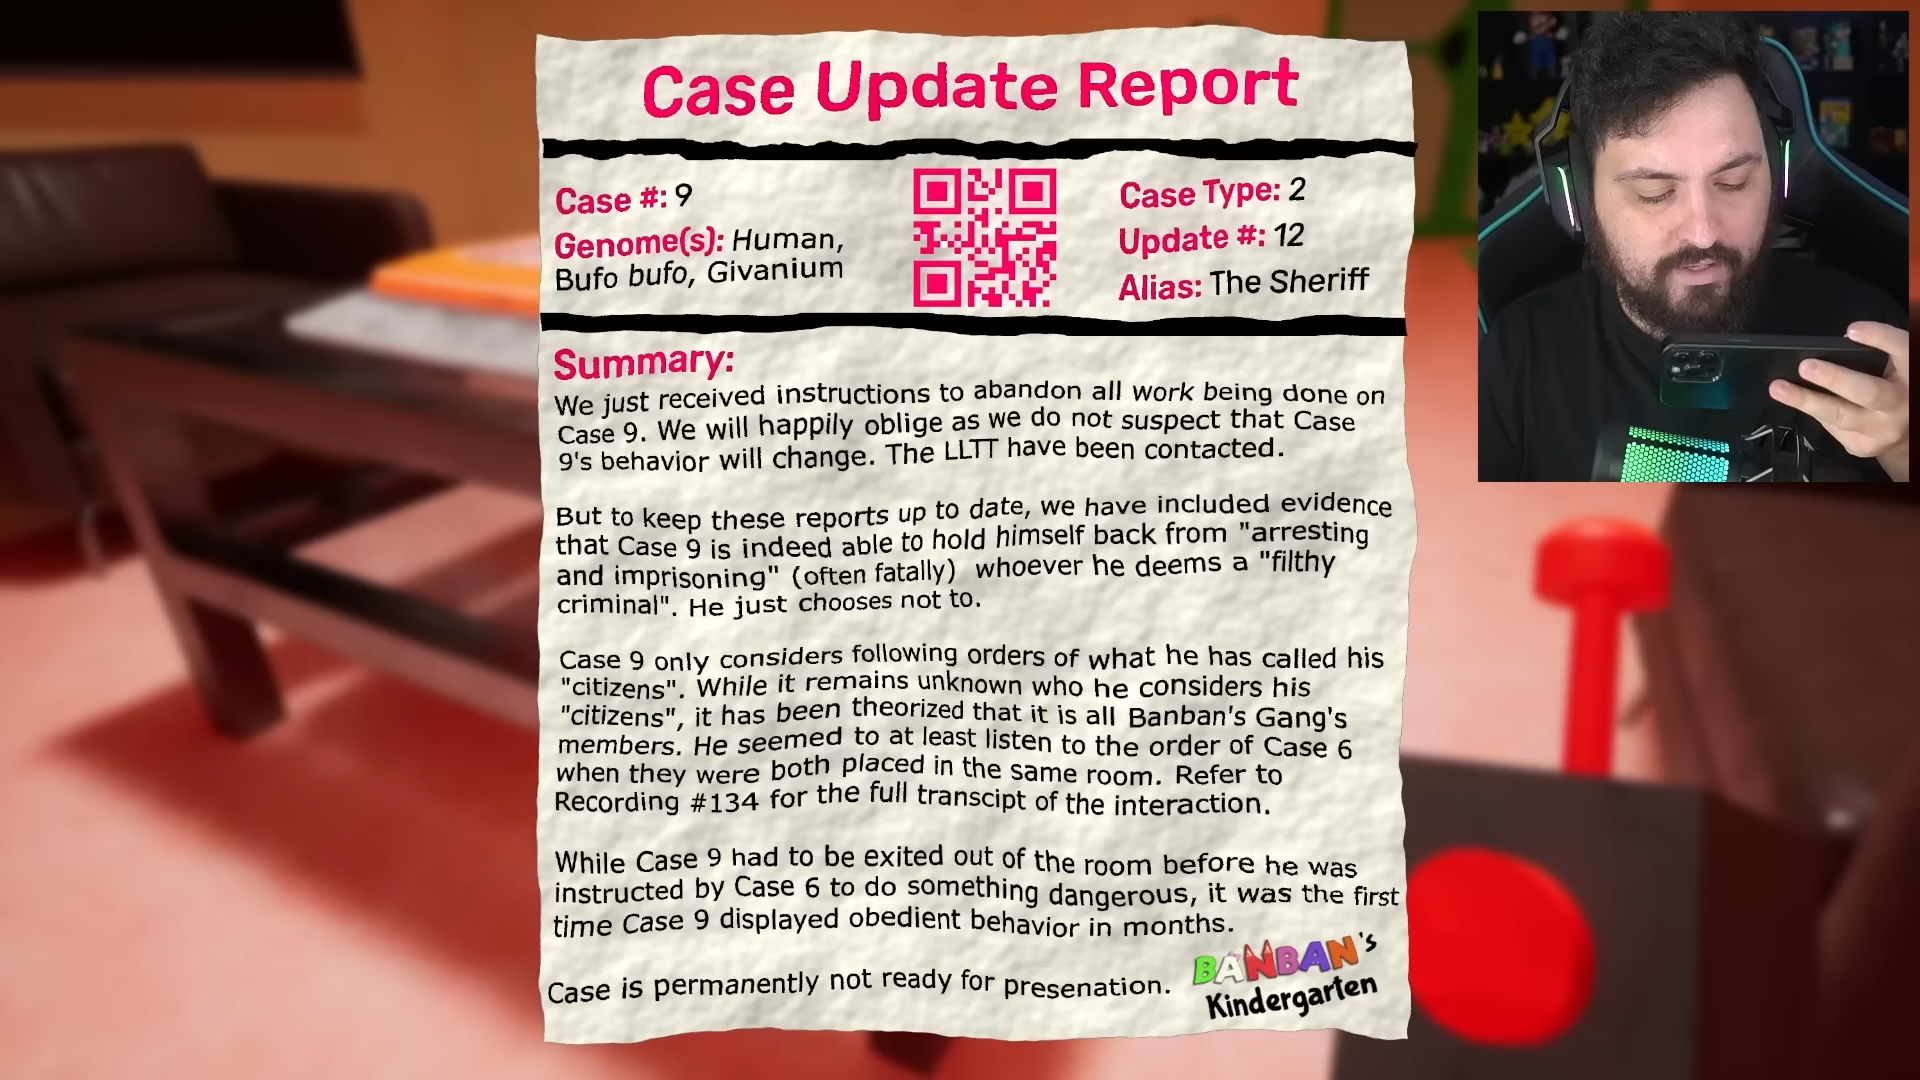 Case Update Report
Case #: 9
Genome(s): Human,
Bufo bufo, Givanium
Case Type: 2
Update #: 12
Alias: The Sheriff
Summary:
We just received instructions to abandon all work being done on
Case 9. We will happily oblige as we do not suspect that Case
9's behavior will change. The LLTT have been contacted.
But to keep these reports up to date, we have included evidence
that Case 9 is indeed able to hold himself back from "arresting
and imprisoning" (often fatally) whoever he deems a "filthy
criminal". He just chooses not to.
Case 9 only considers following orders of what he has called his
"citizens". While it remains unknown who he considers his
"citizens", it has been theorized that it is all Banban's Gang's
members. He seemed to at least listen to the order of Case 6
when they were both placed in the same room. Refer to
Recording #134 for the full transcipt of the interaction.
While Case 9 had to be exited out of the room before he was
instructed by Case 6 to do something dangerous, it was the first
time Case 9 displayed obedient behavior in months.
Case is permanently not ready for presenation.
BANBAN's
Kindergarten